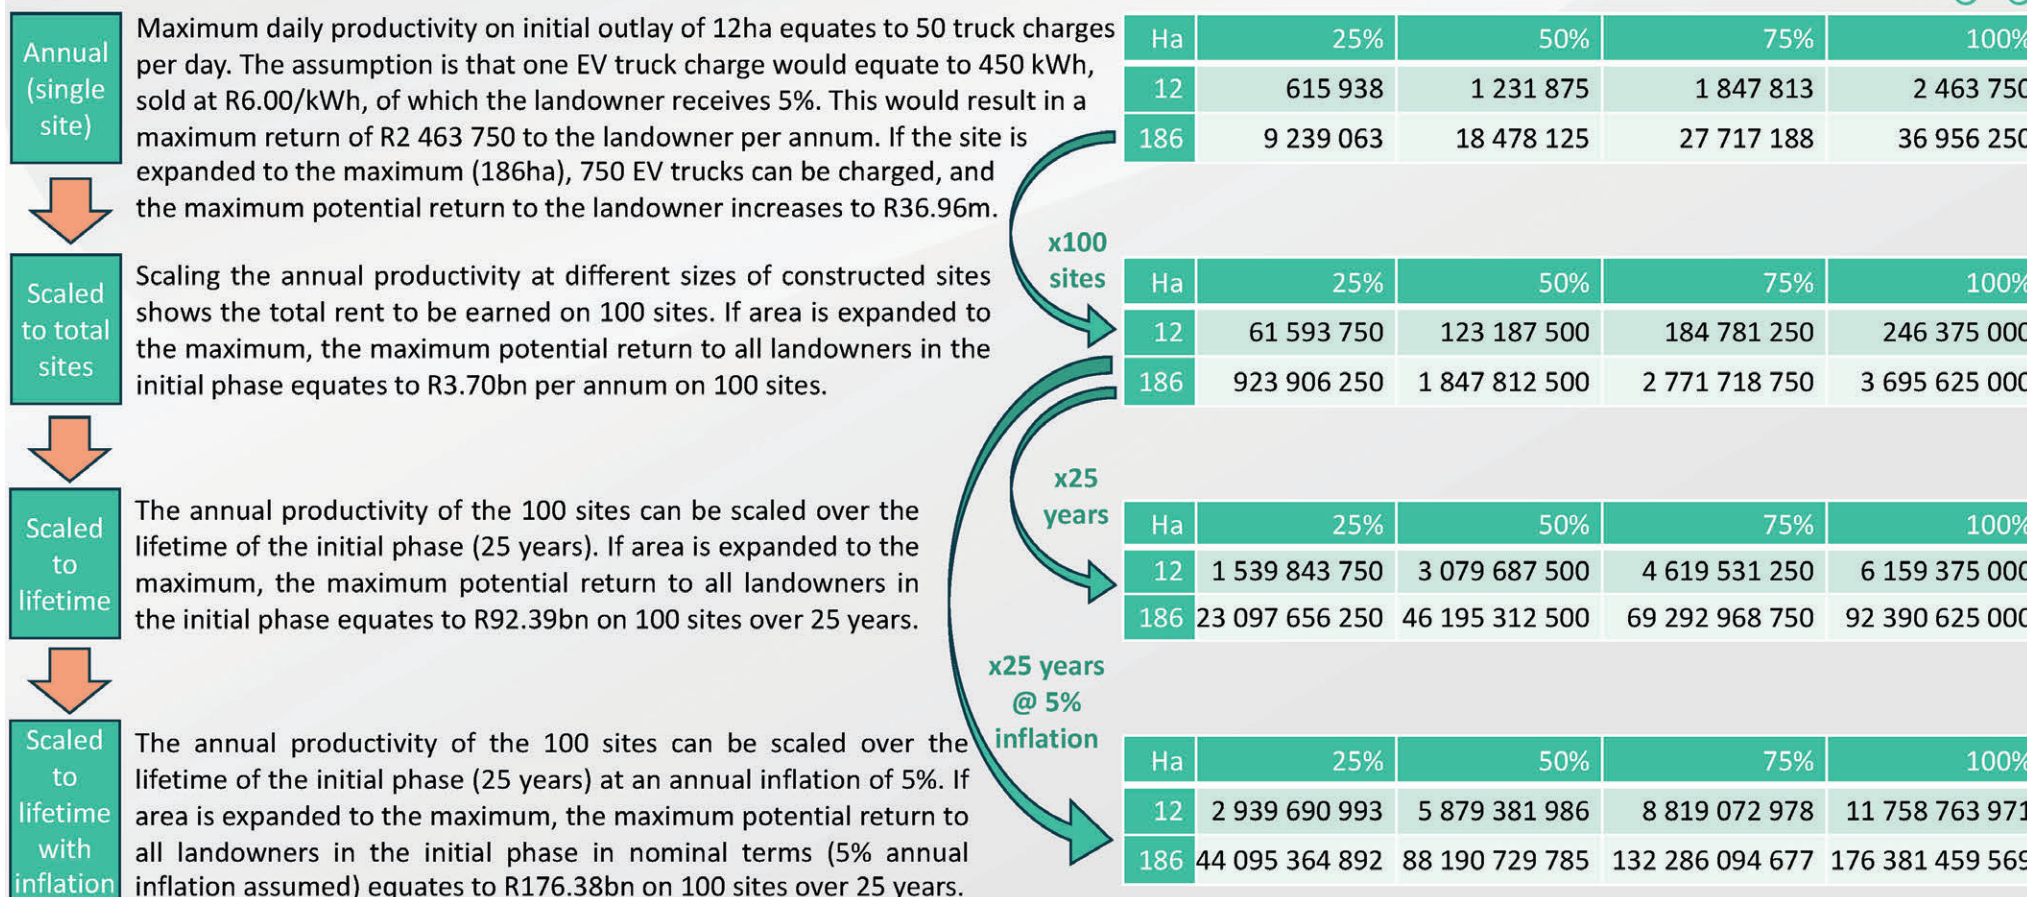 Annual
(single
site)
Maximum daily productivity on initial outlay of 12ha equates to 50 truck charges
per day. The assumption is that one EV truck charge would equate to 450 kWh,
sold at R6.00/kWh, of which the landowner receives 5%. This would result in a
maximum return of R2 463 750 to the landowner per annum. If the site is
expanded to the maximum (186ha), 750 EV trucks can be charged, and
the maximum potential return to the landowner increases to R36.96m.
Ha 25% 50% 75% 100%
12 615 938 1 231 875 1 847 813 2 463 750
186 9 239 063 18 478 125 27 717 188 36 956 250
x100
sites
Scaled
to total
sites
Scaling the annual productivity at different sizes of constructed sites
shows the total rent to be earned on 100 sites. If area is expanded to
the maximum, the maximum potential return to all landowners in the
initial phase equates to R3.70bn per annum on 100 sites.
Ha 25% 50% 75% 100%
12 61 593 750 123 187 500 184 781 250 246 375 000
186 923 906 250 1 847 812 500 2 771 718 750 3 695 625 000
x25
years
Scaled
to
lifetime
The annual productivity of the 100 sites can be scaled over the
lifetime of the initial phase (25 years). If area is expanded to the
maximum, the maximum potential return to all landowners in
the initial phase equates to R92.39bn on 100 sites over 25 years.
Ha 25% 50% 75% 100%
12 1 539 843 750 3 079 687 500 4 619 531 250 6 159 375 000
186 23 097 656 250 46 195 312 500 69 292 968 750 92 390 625 000
x25 years
@ 5%
inflation
Scaled
to
lifetime
with
inflation
The annual productivity of the 100 sites can be scaled over the
lifetime of the initial phase (25 years) at an annual inflation of 5%. If
area is expanded to the maximum, the maximum potential return to
all landowners in the initial phase in nominal terms (5% annual
inflation assumed) equates to R176.38bn on 100 sites over 25 years.
Ha 25% 50% 75% 100%
12 2 939 690 993 5 879 381 986 8 819 072 978 11 758 763 971
186 44 095 364 892 88 190 729 785 132 286 094 677 176 381 459 569